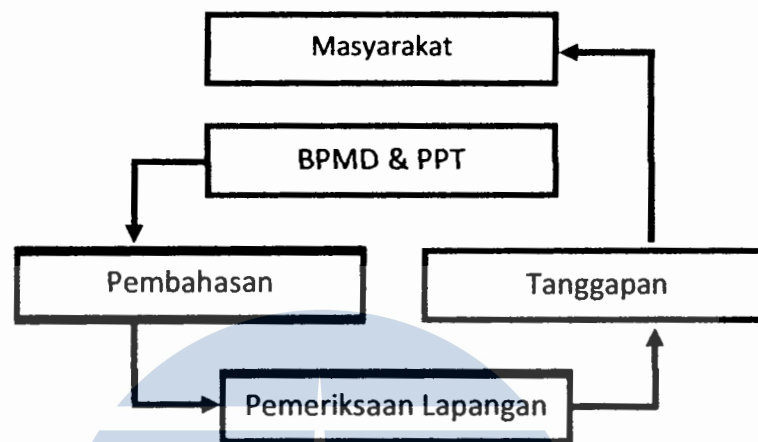 Masyarakat
BPMD & PPT
Pembahasan
Tanggapan
Pemeriksaan Lapangan